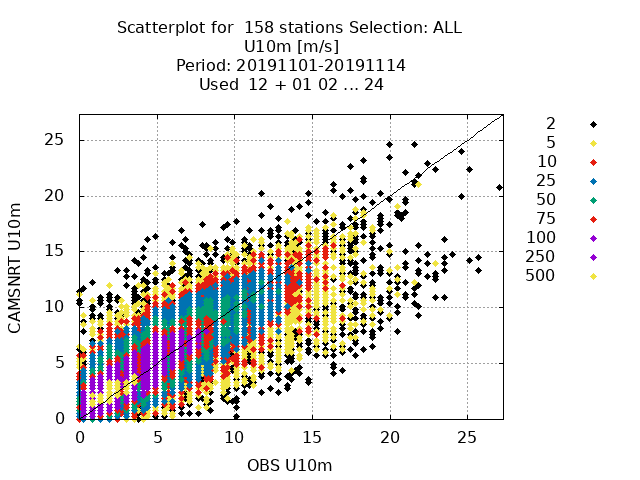 Scatterplot for  158 stations Selection: ALL
U10m [m/s]
Period: 20191101-20191114
Used  12 + 01 02 ... 24
CAMSNRT U10m
25
20
15
10
5
0
0 5 10 15 20 25
OBS U10m
2
5
10
25
50
75
100
250
500